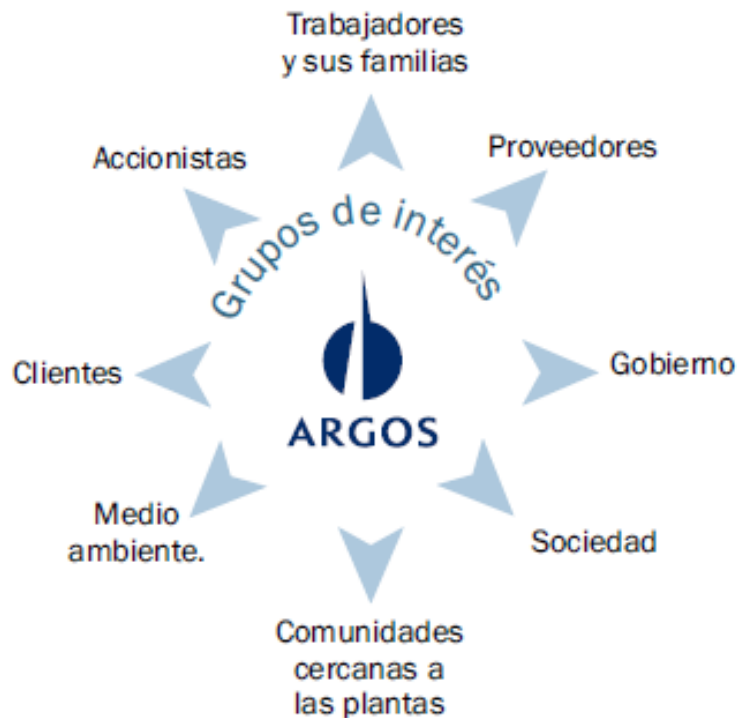 Trabajadores
y sus familias
Accionistas
Proveedores
Grupos de interés
Clientes
Gobierno
ARGOS
Medio
ambiente.
Sociedad
Comunidades
cercanas a
las plantas